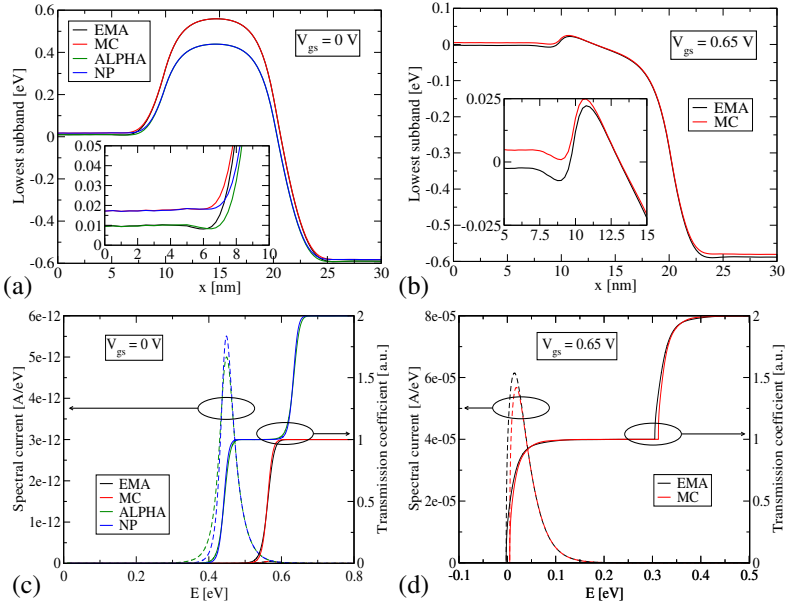 0.6
0.4
0.2
0
-0.2
-0.4
-0.6
Lowest subband [eV]
EMA
MC
ALPHA
NP
V_gs = 0 V
0.05
0.04
0.03
0.02
0.01
0
0 2 4 6 8 10
0 5 10 15 20 25 30
x [nm]
(a)
0.1
0
-0.1
-0.2
-0.3
-0.4
-0.5
-0.6
Lowest subband [eV]
V_gs = 0.65 V
EMA
MC
0.025
0
-0.025
5 7.5 10 12.5 15
0 5 10 15 20 25 30
x [nm]
(b)
6e-12
5e-12
4e-12
3e-12
2e-12
1e-12
0
Spectral current [A/eV]
V_gs = 0 V
EMA
MC
ALPHA
NP
2
1.5
1
0.5
0
Transmission coefficient [a.u.]
0 0.2 0.4 0.6 0.8
E [eV]
(c)
8e-05
6e-05
4e-05
2e-05
0
Spectral current [A/eV]
V_gs = 0.65 V
EMA
MC
2
1.5
1
0.5
0
Transmission coefficient [a.u.]
-0.1 0 0.1 0.2 0.3 0.4 0.5
E [eV]
(d)